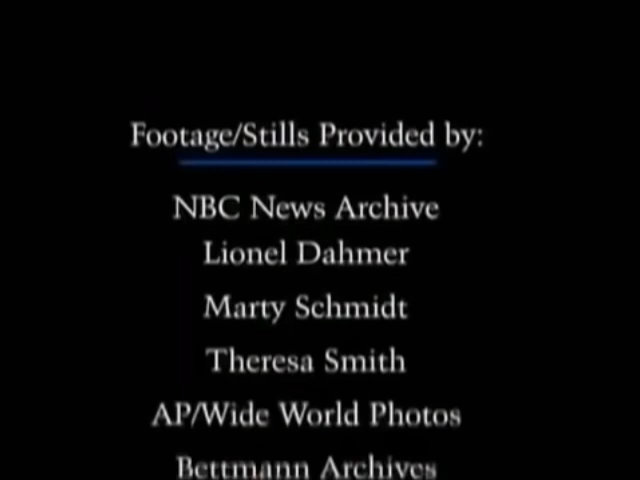 Footage/Stills Provided by:
NBC News Archive
Lionel Dahmer
Marty Schmidt
Theresa Smith
AP/Wide World Photos
Bettmann Archives